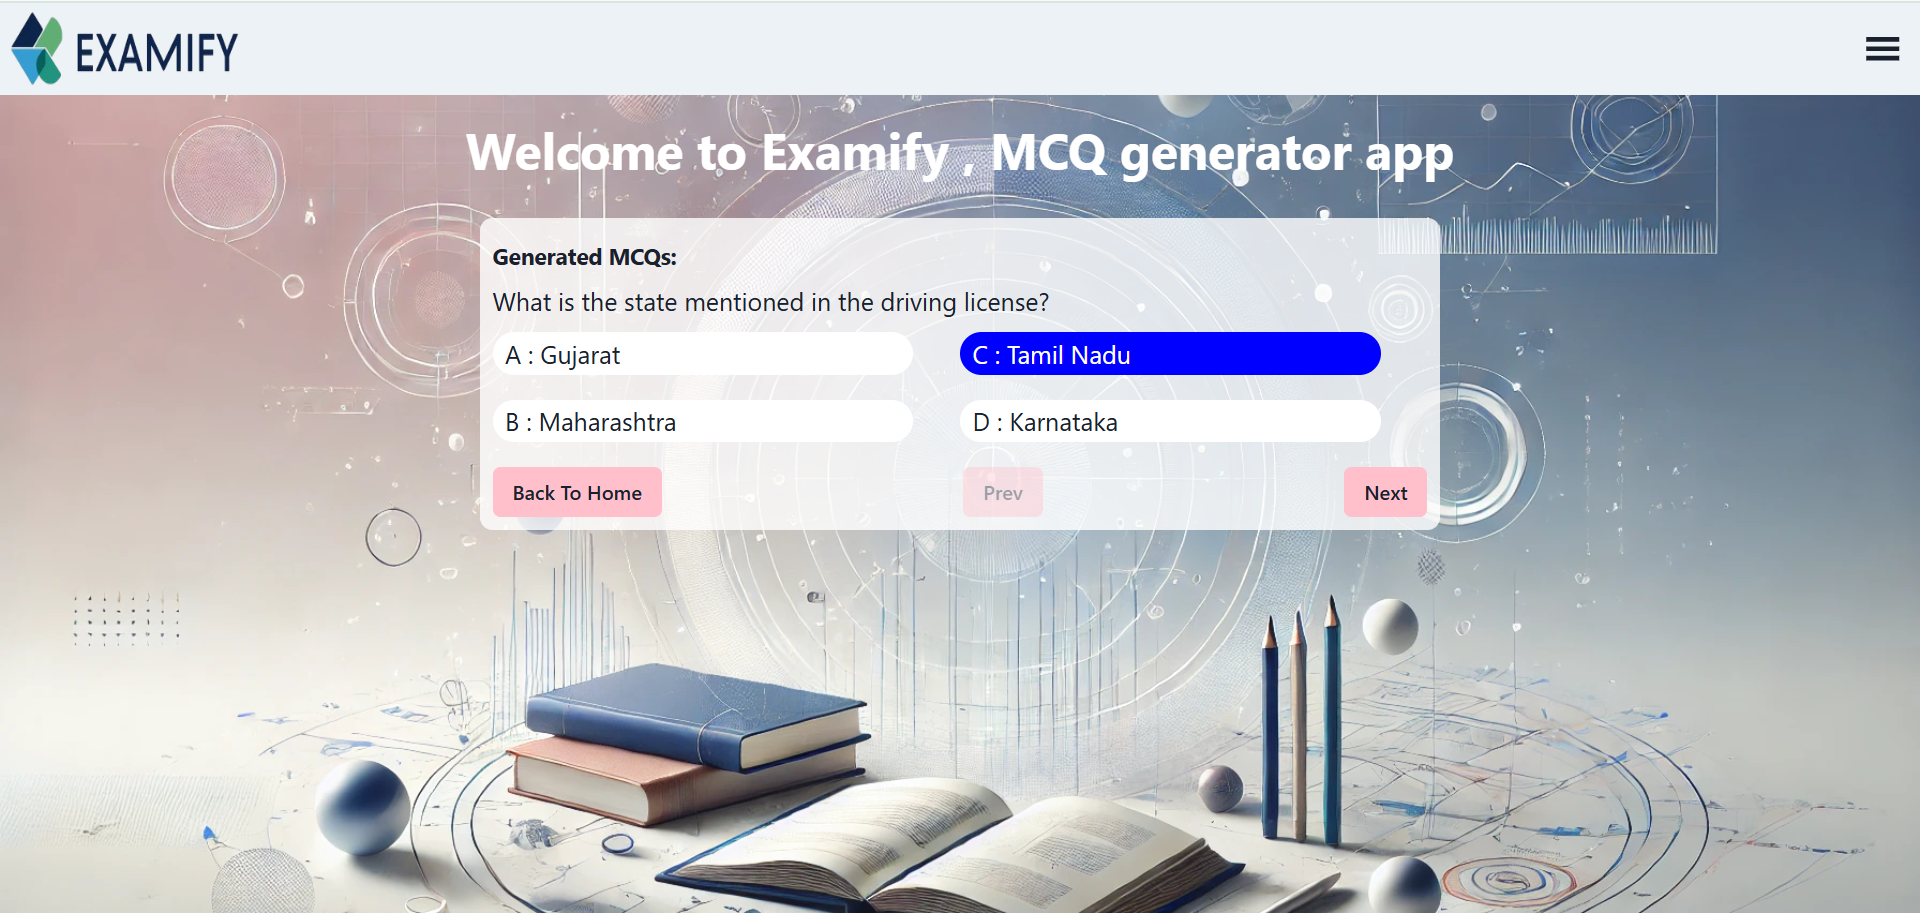 EXAMIFY
Welcome to Examify , MCQ generator app
Generated MCQs:
What is the state mentioned in the driving license?
A : Gujarat
C : Tamil Nadu
B : Maharashtra
D : Karnataka
Back To Home
Prev
Next